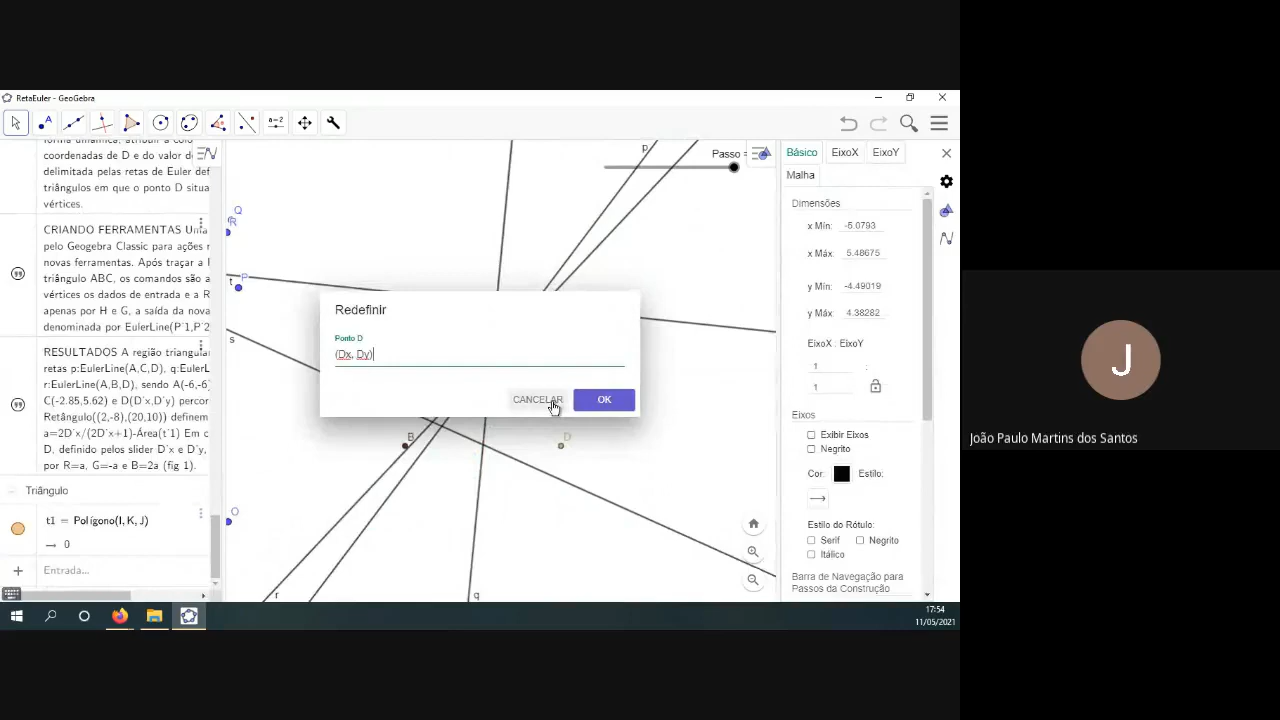 RetaEuler - GeoGebra
coordenadas de D e do valor de
delimitada pelas retas de Euler def
triângulos em que o ponto D situa
vértices.
CRIANDO FERRAMENTAS Uma
pelo Geogebra Classic para ações r
novas ferramentas. Após traçar a
triângulo ABC, os comandos são a
vértices os dados de entrada e a R
apenas por H e G, a saída da nova
denominada por EulerLine(P`1,P`2
RESULTADOS A região triangula
retas p:EulerLine(A,C,D), q:Eulerl
r:EulerLine(A,B,D), sendo A(-6,-6)
C(-2.85,5.62) e D(D`x,D`y) percor
Retângulo((2,-8),(20,10)) definem
a=2D`x/(2D`x+1)-Área(t`1) Em c
D, definido pelos slider D`x e D`y,
por R=a, G=-a e B=2a (fig 1).
Triângulo
t1 = Polígono(I, K, J)
→ 0
Entrada...
Passo =
p
Q
R
t
P
s
B
D
O
r
q
Redefinir
Ponto D
(Dx, Dy)
CANCELAR
OK
Básico
EixoX
EixoY
Malha
Dimensões
x Mín: -5.0793
x Máx: 5.48675
y Mín: -4.49019
y Máx: 4.38282
EixoX : EixoY
1 :
1
Eixos
Exibir Eixos
Negrito
Cor: Estilo:
Estilo do Rótulo:
Serif Negrito
Itálico
Barra de Navegação para
Passos da Construção
17:54
11/05/2021
J
João Paulo Martins dos Santos